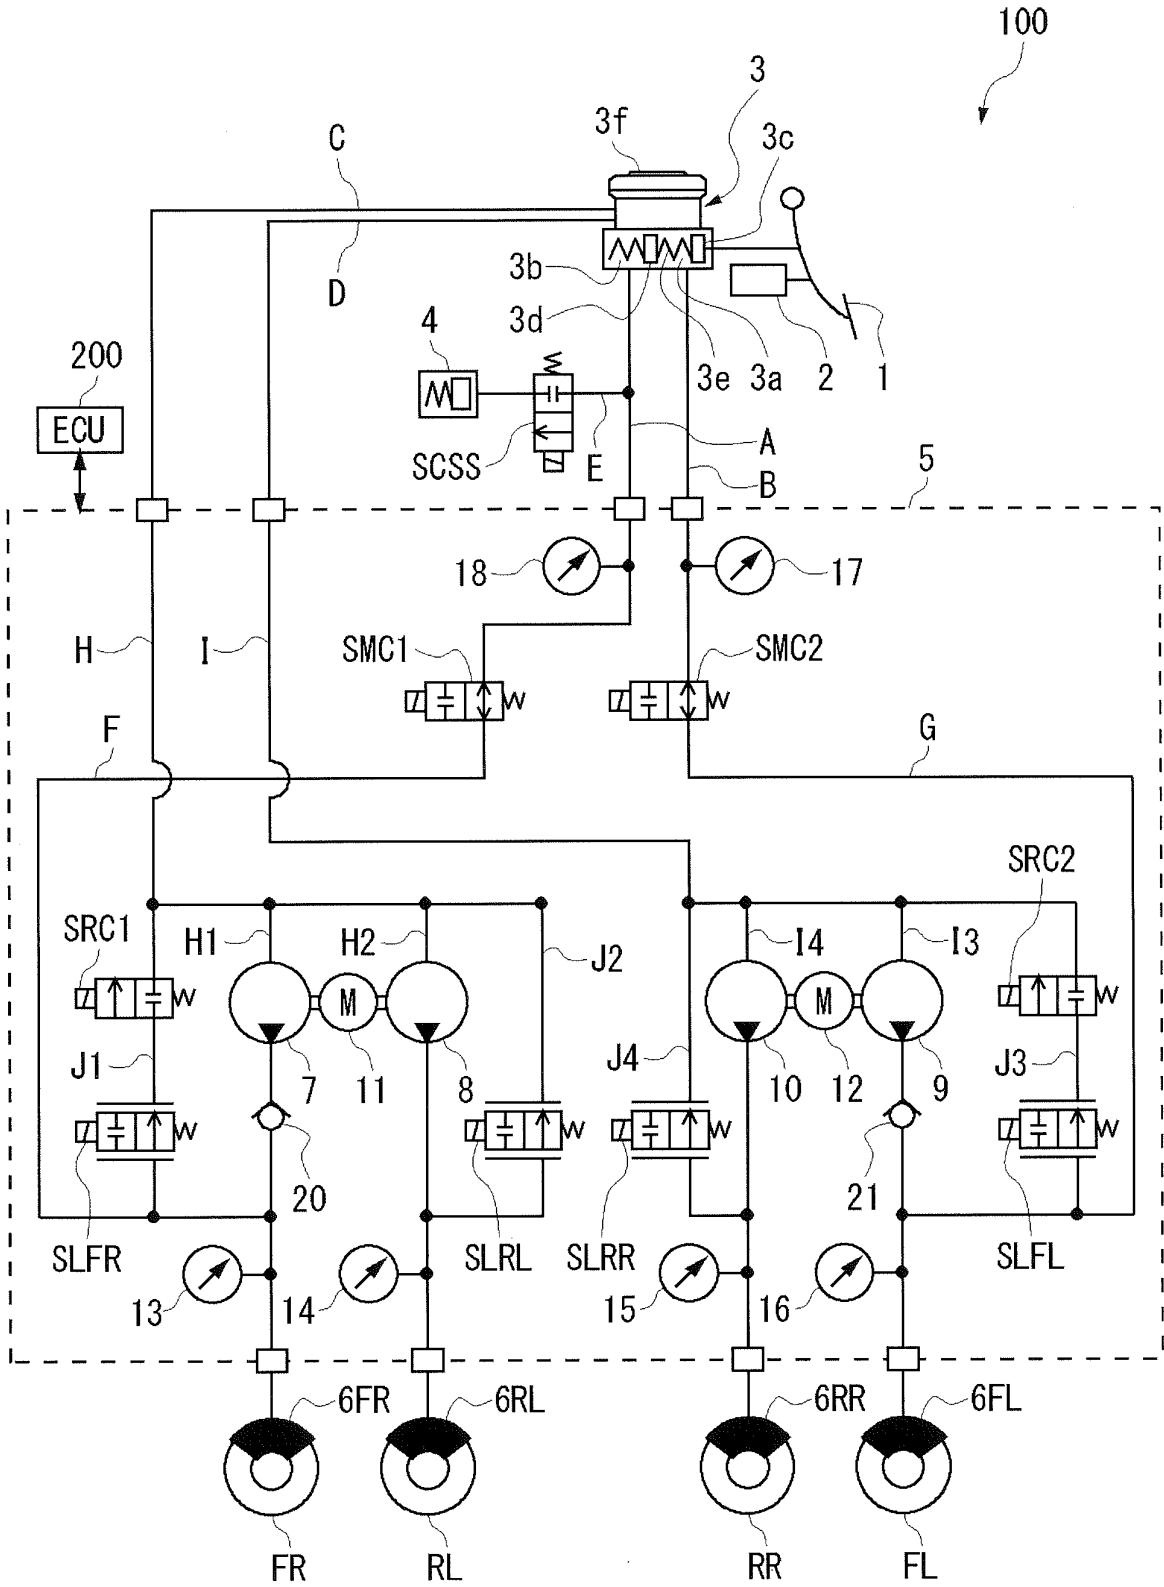 100
3
3f
3c
C
3b
D
3d
4
3e
3a
2
1
200
ECU
SCSS
E
A
B
5
18
17
H
I
SMC1
SMC2
F
G
SRC2
SRC1
H1
H2
J2
I4
I3
M
M
J1
7
11
8
J4
10
12
9
J3
20
21
SLFR
SLRL
SLRR
SLFL
13
14
15
16
6FR
6RL
6RR
6FL
FR
RL
RR
FL